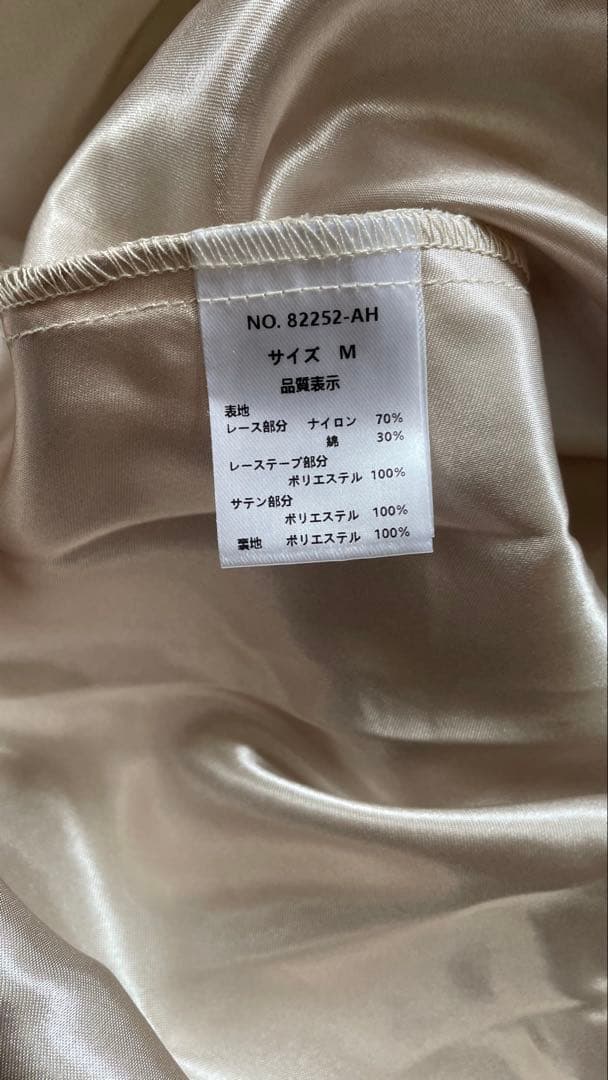 NO. 82252-AH
サイズ M
品質表示
表地
レース部分 ナイロン 70%
綿 30%
レーステープ部分
ポリエステル 100%
サテン部分
ポリエステル 100%
裏地 ポリエステル 100%